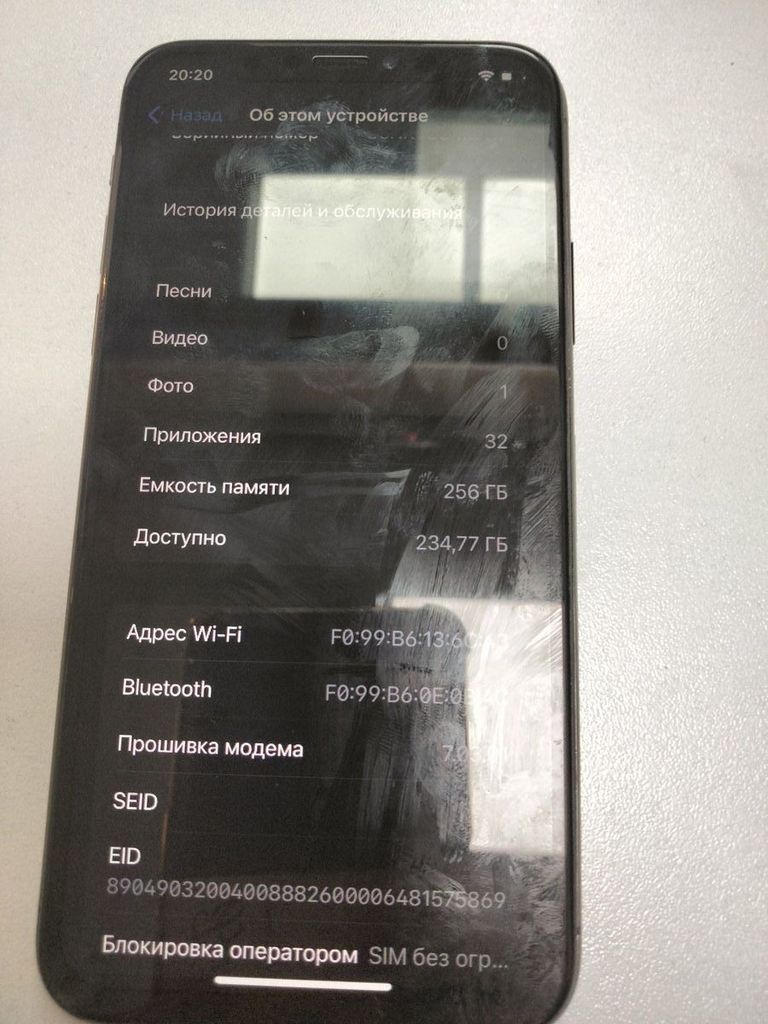 20:20
Назад Об этом устройстве
Серийный номер
История деталей и обслуживания
Песни
Видео 0
Фото 1
Приложения 32
Емкость памяти 256 ГБ
Доступно 234,77 ГБ
Адрес Wi-Fi
Bluetooth
Прошивка модема
SEID
EID
89049032004008882600006481575869
Блокировка оператором SIM без огр...